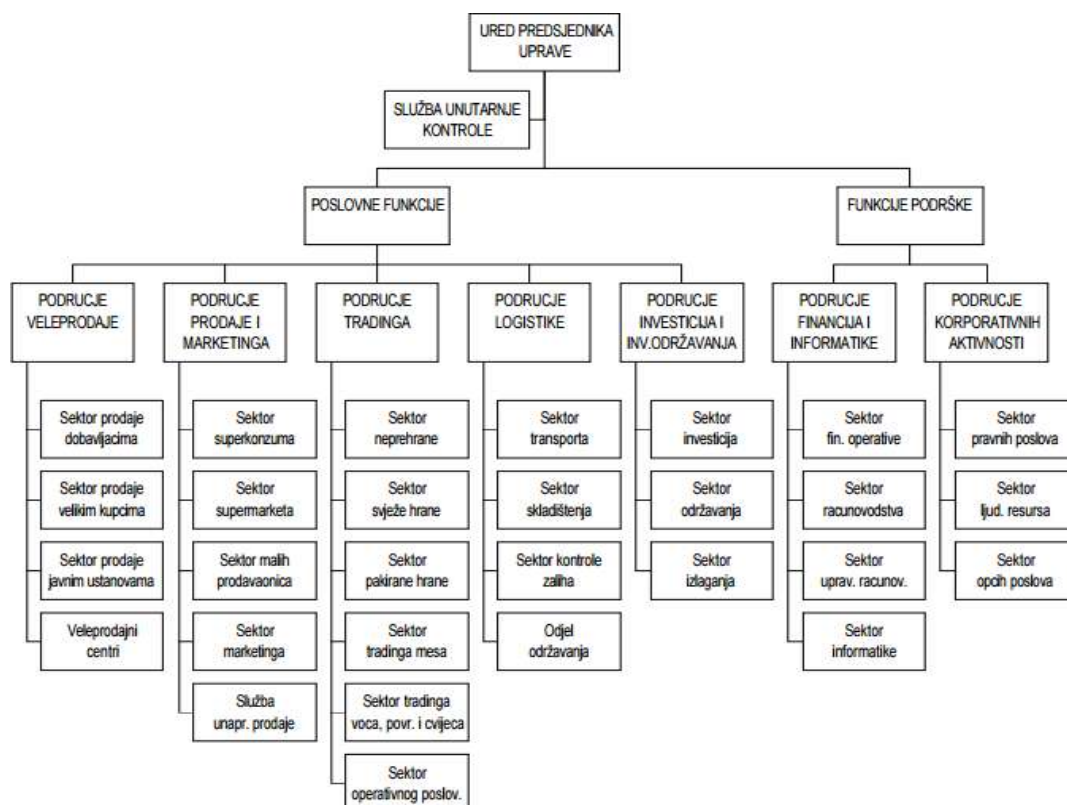 URED PREDSJEDNIKA
UPRAVE
SLUŽBA UNUTARNJE
KONTROLE
POSLOVNE FUNKCIJE
FUNKCIJE PODRŠKE
PODRUCJE
VELEPRODAJE
PODRUCJE
PRODAJE I
MARKETINGA
PODRUCJE
TRADINGA
PODRUCJE
LOGISTIKE
PODRUCJE
INVESTICIJA I
INV.ODRŽAVANJA
PODRUCJE
FINANCIJA I
INFORMATIKE
PODRUCJE
KORPORATIVNIH
AKTIVNOSTI
Sektor prodaje
dobavljacima
Sektor prodaje
velikim kupcima
Sektor prodaje
javnim ustanovama
Veleprodajni
centri
Sektor
superkonzuma
Sektor
supermarketa
Sektor malih
prodavaonica
Sektor
marketinga
Služba
unapr. prodaje
Sektor
neprehrane
Sektor
svježe hrane
Sektor
pakirane hrane
Sektor
tradinga mesa
Sektor tradinga
voca, povr. i cvijeca
Sektor
operativnog poslov.
Sektor
transporta
Sektor
skladištenja
Sektor kontrole
zaliha
Odjel
održavanja
Sektor
investicija
Sektor
održavanja
Sektor
izlaganja
Sektor
fin. operative
Sektor
racunovodstva
Sektor
uprav. racunov.
Sektor
informatike
Sektor
pravnih poslova
Sektor
ljud. resursa
Sektor
opcih poslova